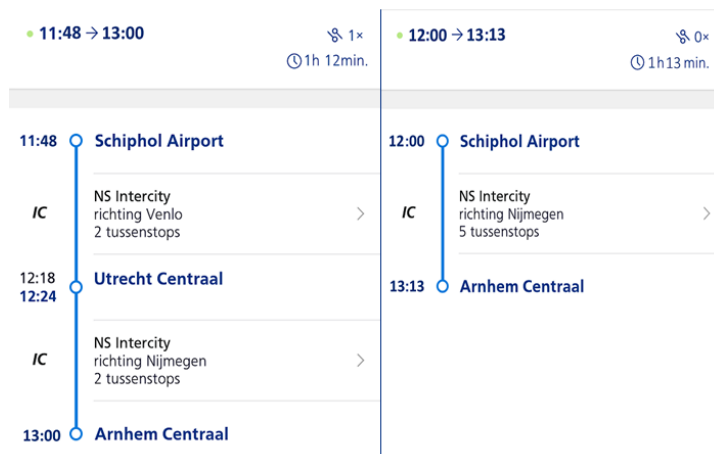 11:48 → 13:00
1×
1h 12min.
11:48 Schiphol Airport
IC
NS Intercity
richting Venlo
2 tussenstops
12:18
12:24
Utrecht Centraal
IC
NS Intercity
richting Nijmegen
2 tussenstops
13:00 Arnhem Centraal
12:00 → 13:13
0×
1h13 min.
12:00 Schiphol Airport
IC
NS Intercity
richting Nijmegen
5 tussenstops
13:13 Arnhem Centraal